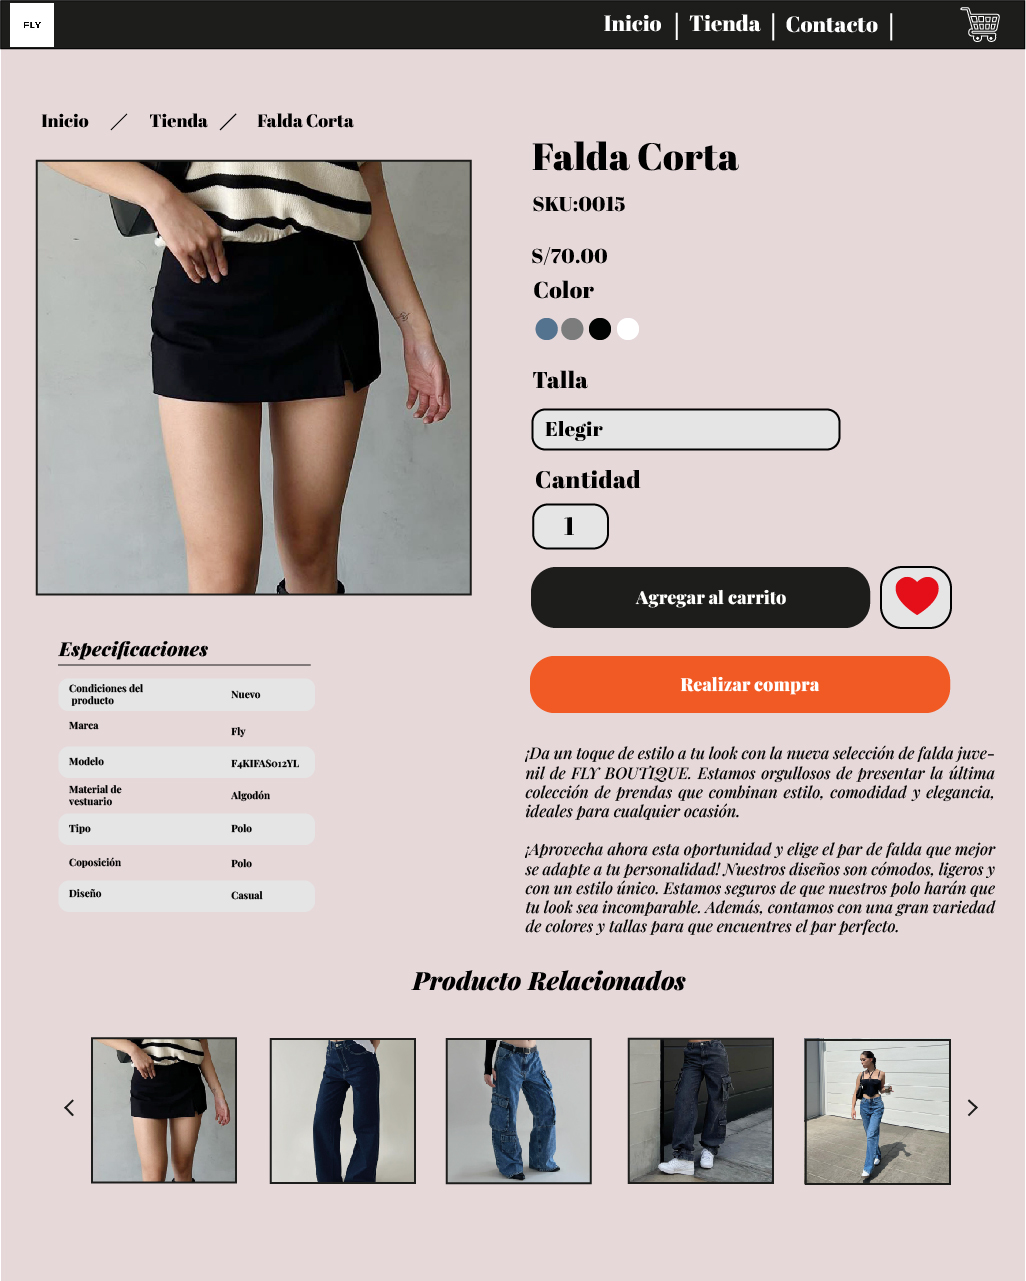 FLY
Inicio | Tienda | Contacto |
Inicio / Tienda / Falda Corta
Falda Corta
SKU:0015
S/70.00
Color
Talla
Elegir
Cantidad
1
Agregar al carrito
Realizar compra
Especificaciones
Condiciones del
producto
Nuevo
Marca
Fly
Modelo
F4KIFAS012YL
Material de
vestuario
Algodón
Tipo
Polo
Coposición
Polo
Diseño
Casual
¡Da un toque de estilo a tu look con la nueva selección de falda juve-
nil de FLY BOUTIQUE. Estamos orgullosos de presentar la última
colección de prendas que combinan estilo, comodidad y elegancia,
ideales para cualquier ocasión.
¡Aprovecha ahora esta oportunidad y elige el par de falda que mejor
se adapte a tu personalidad! Nuestros diseños son cómodos, ligeros y
con un estilo único. Estamos seguros de que nuestros polo harán que
tu look sea incomparable. Además, contamos con una gran variedad
de colores y tallas para que encuentres el par perfecto.
Producto Relacionados